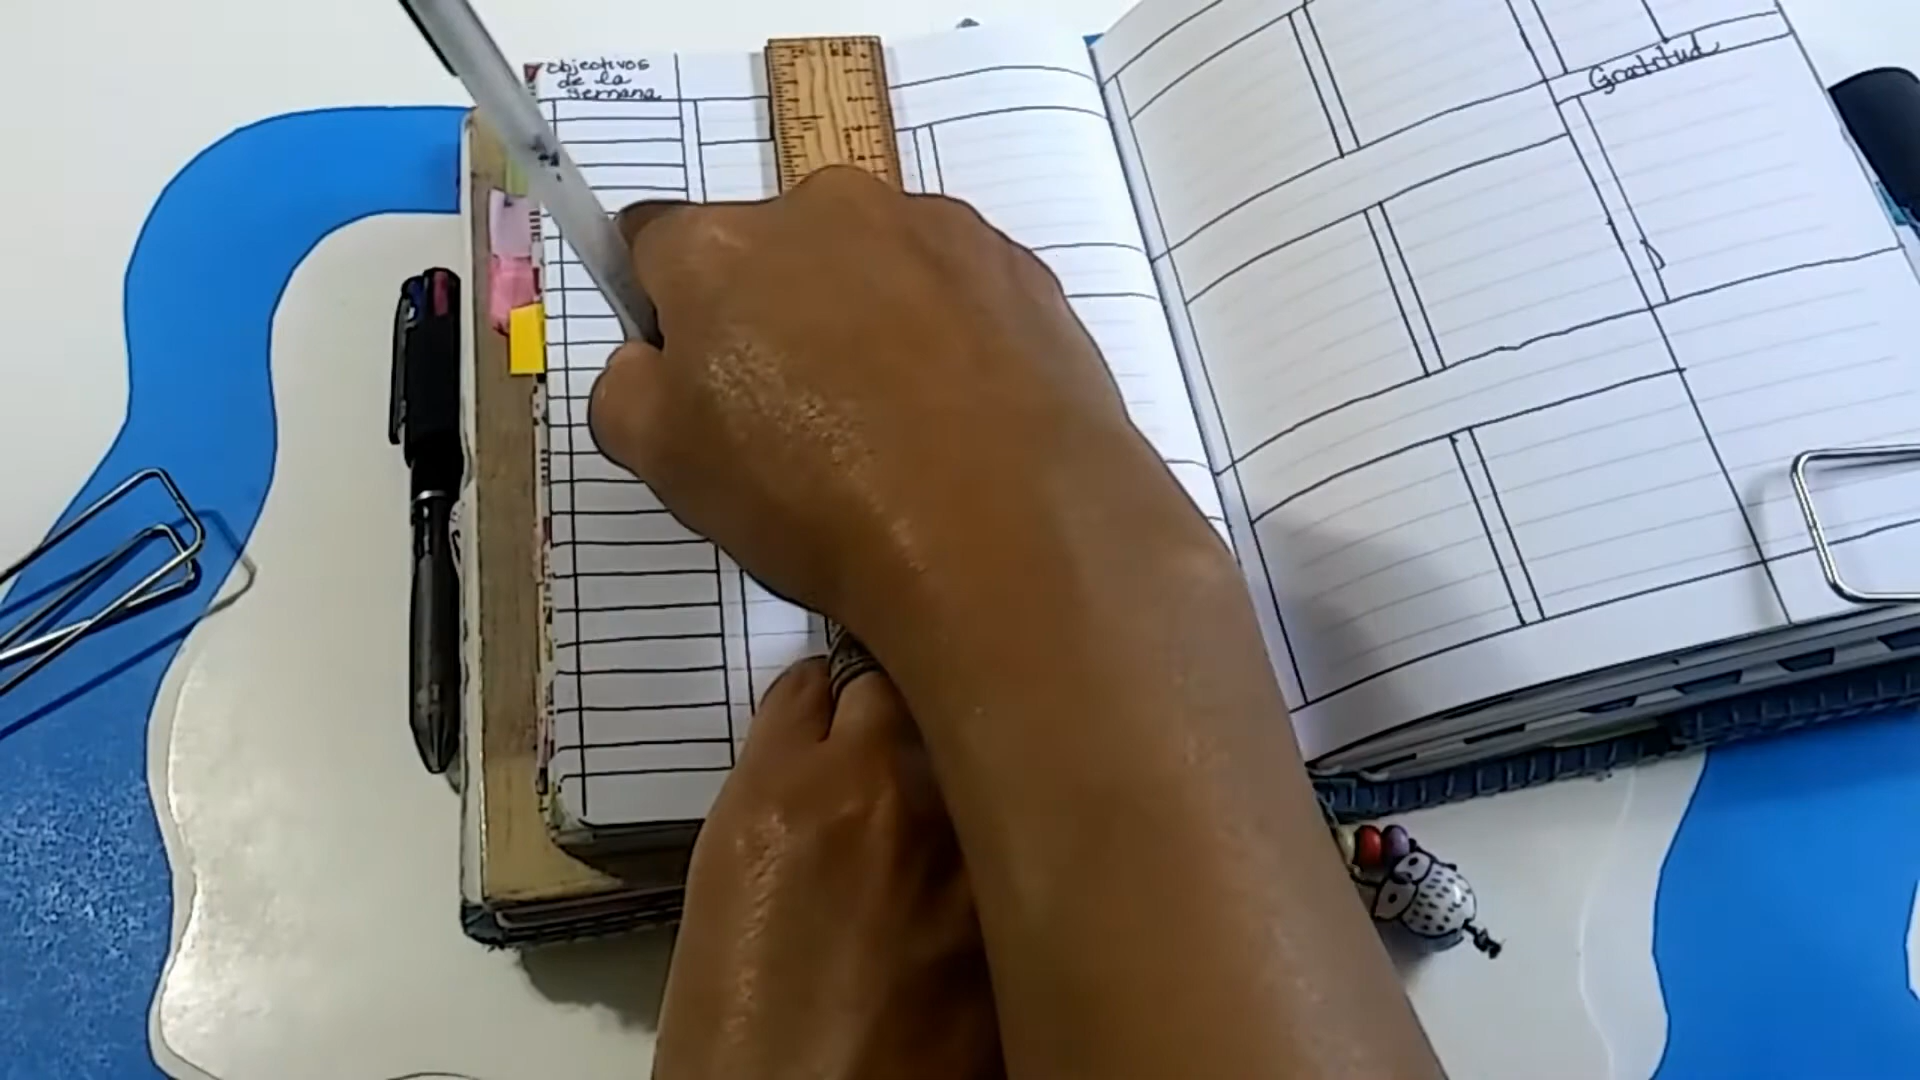 Objectivos
de la
semana
Gratitud